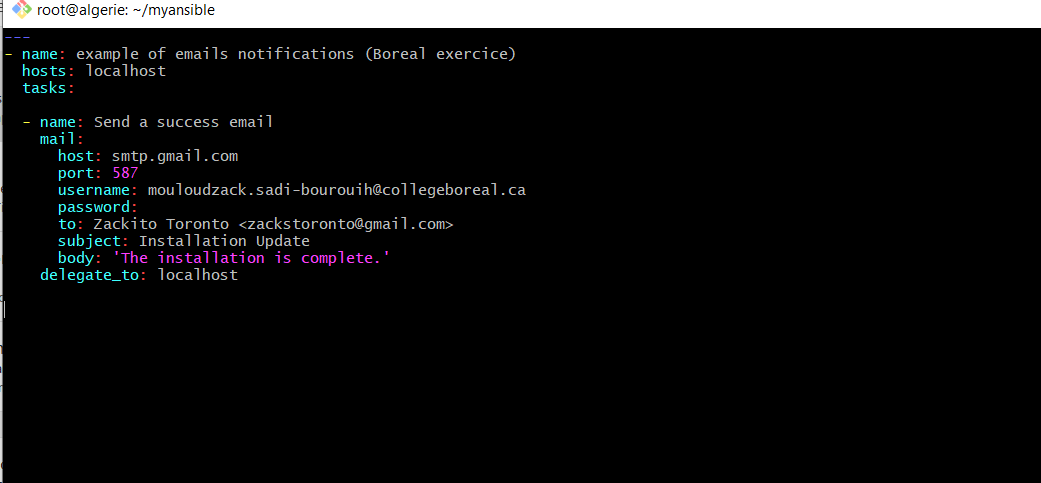 root@algerie: ~/myansible
---
- name: example of emails notifications (Boreal exercice)
  hosts: localhost
  tasks:
  - name: Send a success email
    mail:
      host: smtp.gmail.com
      port: 587
      username: mouloudzack.sadi-bourouih@collegeboreal.ca
      password:
      to: Zackito Toronto <zackstoronto@gmail.com>
      subject: Installation Update
      body: 'The installation is complete.'
    delegate_to: localhost